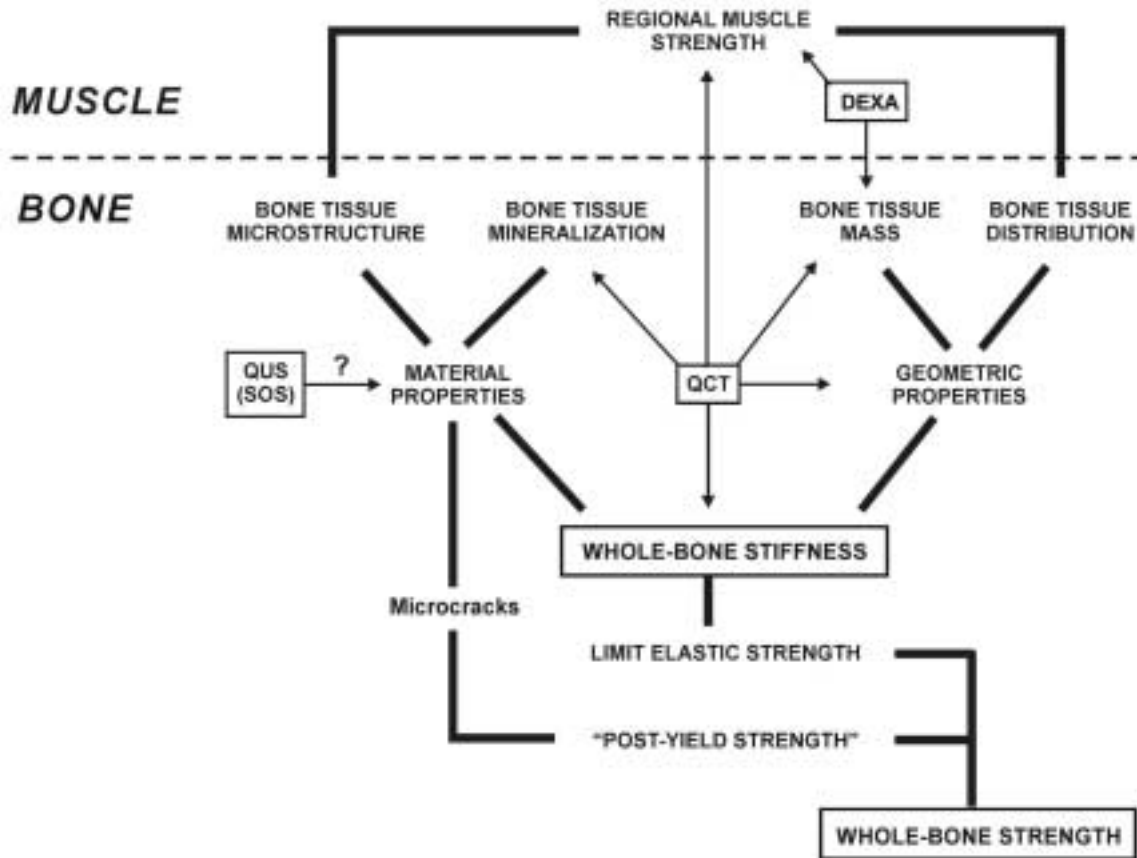 REGIONAL MUSCLE
STRENGTH
MUSCLE
DEXA
BONE
BONE TISSUE
MICROSTRUCTURE
BONE TISSUE
MINERALIZATION
BONE TISSUE
MASS
BONE TISSUE
DISTRIBUTION
QUS
(SOS)
?
MATERIAL
PROPERTIES
QCT
GEOMETRIC
PROPERTIES
WHOLE-BONE STIFFNESS
Microcracks
LIMIT ELASTIC STRENGTH
“POST-YIELD STRENGTH”
WHOLE-BONE STRENGTH